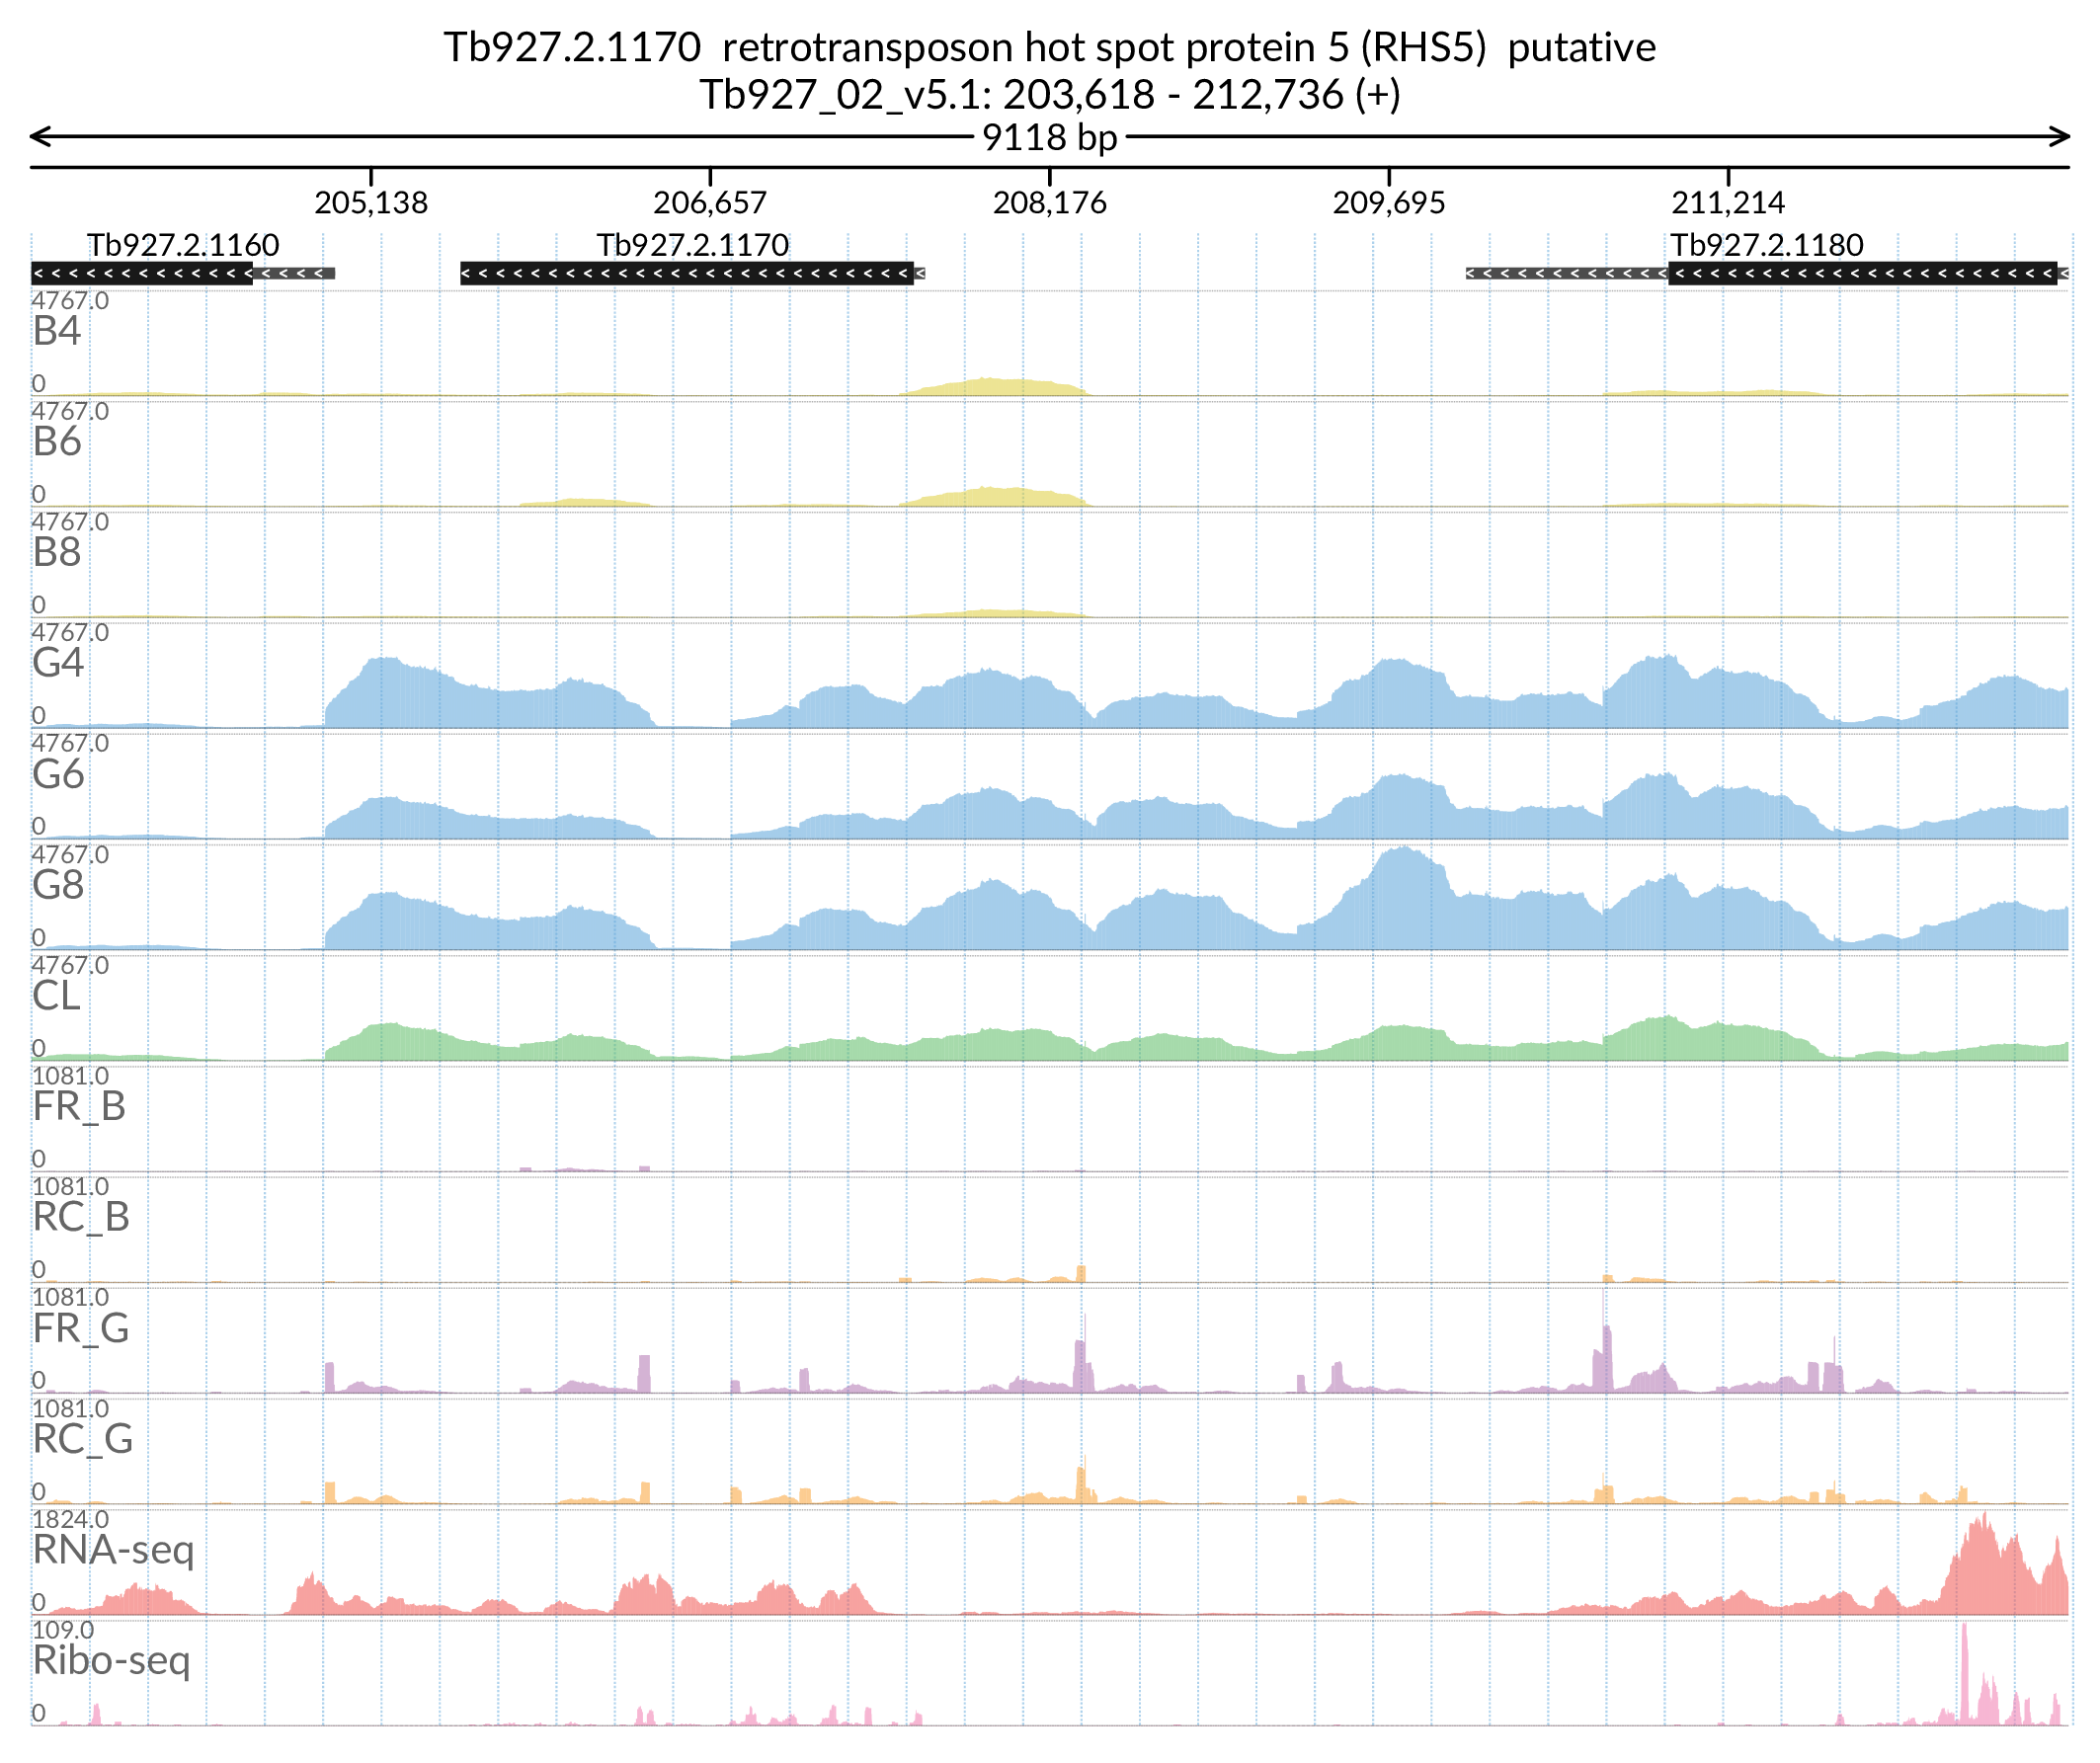 Tb927.2.1170 retrotransposon hot spot protein 5 (RHS5) putative
Tb927_02_v5.1: 203,618 - 212,736 (+)
9118 bp
205,138 206,657 208,176 209,695 211,214
Tb927.2.1160 Tb927.2.1170 Tb927.2.1180
4767.0
B4
0
4767.0
B6
0
4767.0
B8
0
4767.0
G4
0
4767.0
G6
0
4767.0
G8
0
4767.0
CL
0
1081.0
FR_B
0
1081.0
RC_B
0
1081.0
FR_G
0
1081.0
RC_G
0
1824.0
RNA-seq
0
109.0
Ribo-seq
0